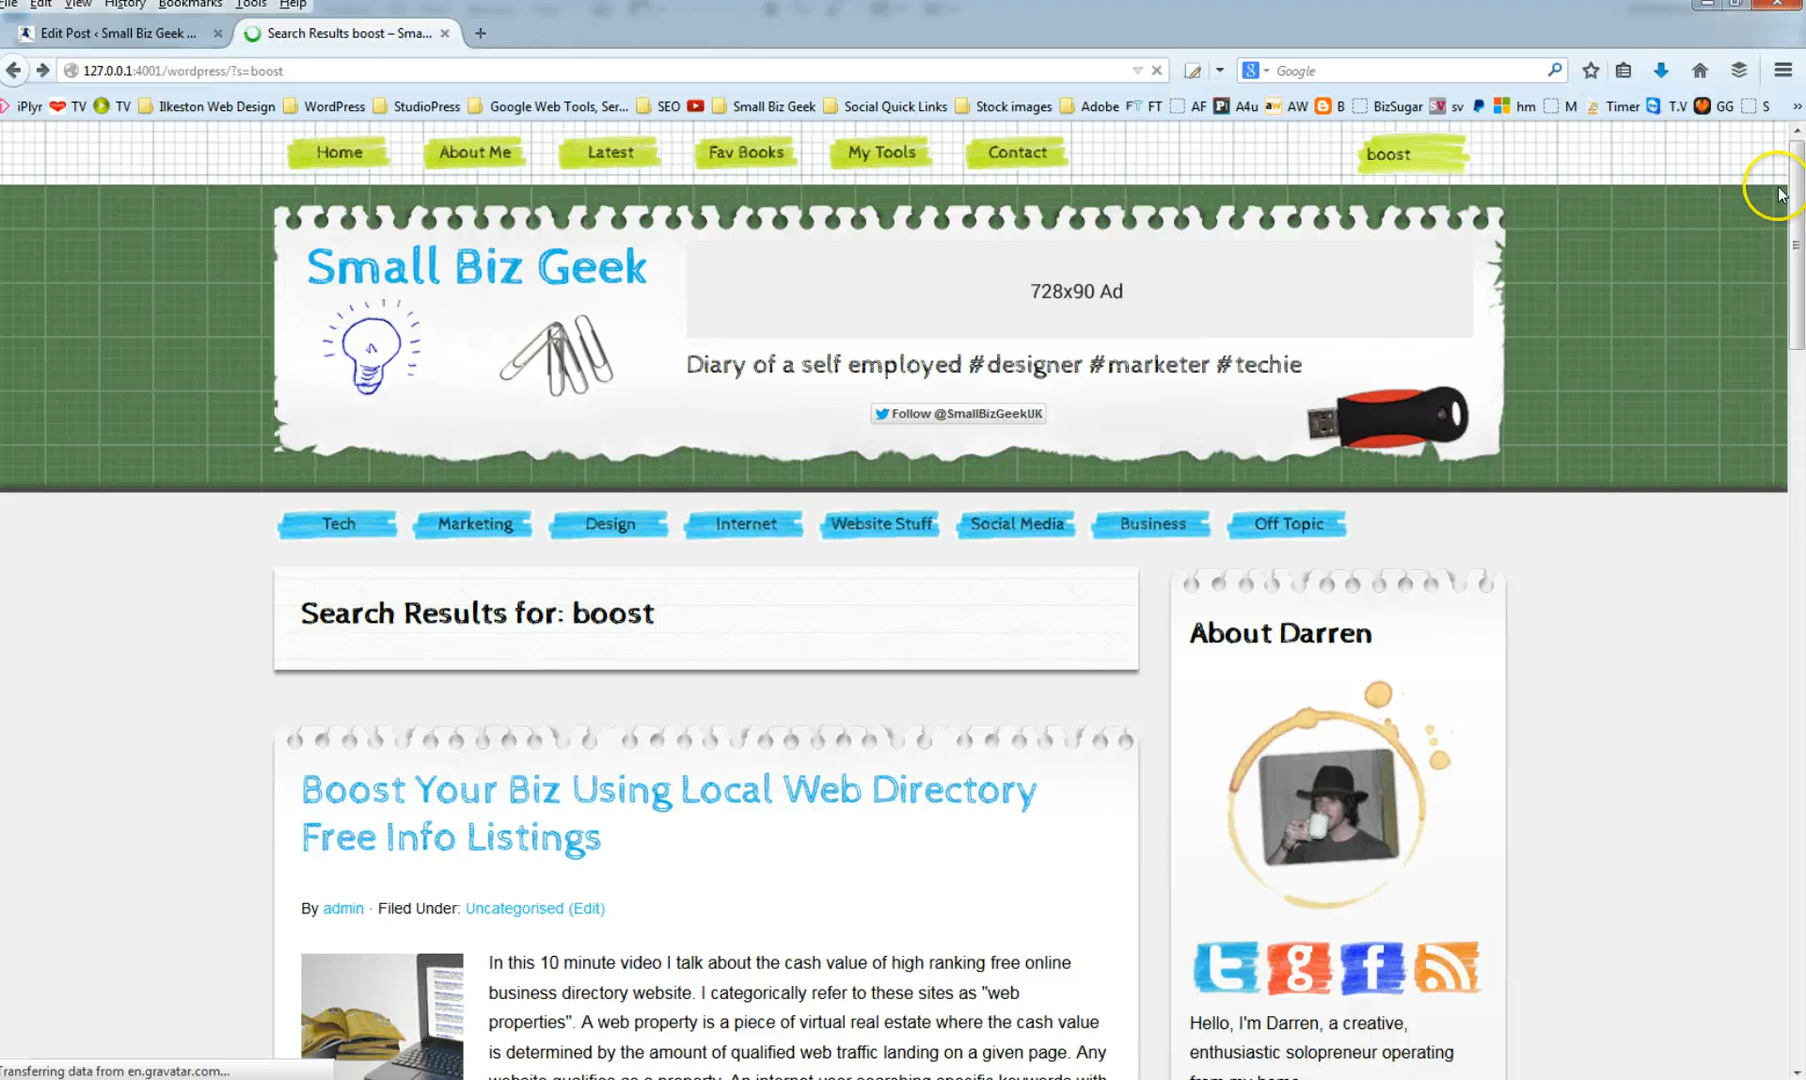 File Edit View History Bookmarks Tools Help
Edit Post ‹ Small Biz Geek ... Search Results boost – Sma...
127.0.0.1:4001/wordpress/?s=boost Google
iPlyr TV TV Ilkeston Web Design WordPress StudioPress Google Web Tools, Ser... SEO Small Biz Geek Social Quick Links Stock images Adobe FT FT AF A4u AW B BizSugar sv hm M Timer T.V GG S
Home About Me Latest Fav Books My Tools Contact boost
Small Biz Geek
728x90 Ad
Diary of a self employed #designer #marketer #techie
Follow @SmallBizGeekUK
Tech Marketing Design Internet Website Stuff Social Media Business Off Topic
Search Results for: boost
About Darren
Boost Your Biz Using Local Web Directory
Free Info Listings
By admin · Filed Under: Uncategorised (Edit)
In this 10 minute video I talk about the cash value of high ranking free online
business directory website. I categorically refer to these sites as "web
properties". A web property is a piece of virtual real estate where the cash value
is determined by the amount of qualified web traffic landing on a given page. Any
Hello, I'm Darren, a creative,
enthusiastic solopreneur operating
Transferring data from en.gravatar.com...